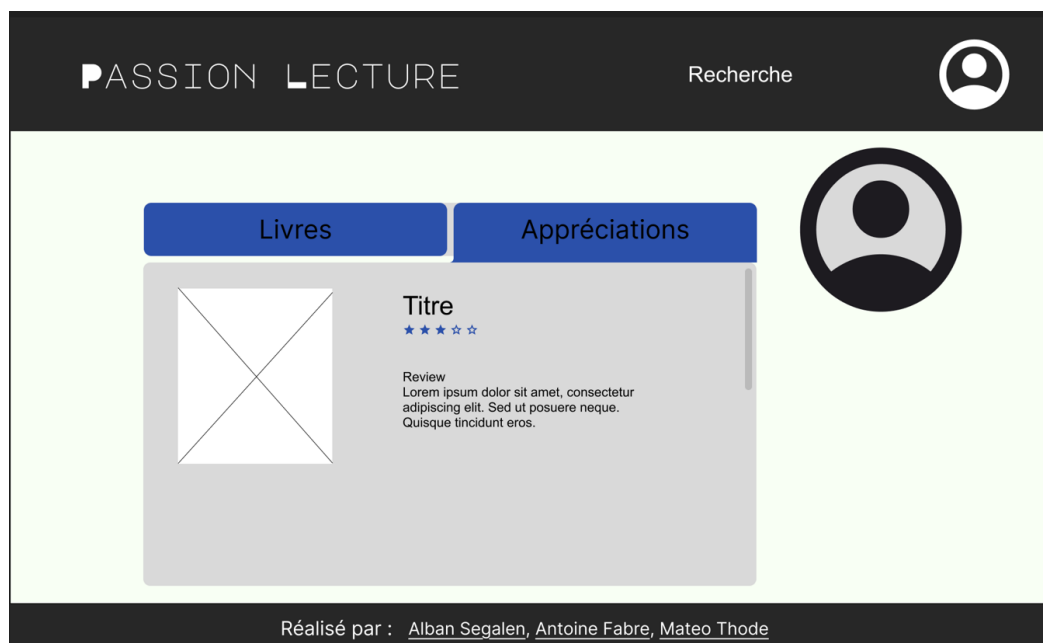 PASSION LECTURE
Recherche
Livres
Appréciations
Titre
Review
Lorem ipsum dolor sit amet, consectetur
adipiscing elit. Sed ut posuere neque.
Quisque tincidunt eros.
Réalisé par : Alban Segalen, Antoine Fabre, Mateo Thode